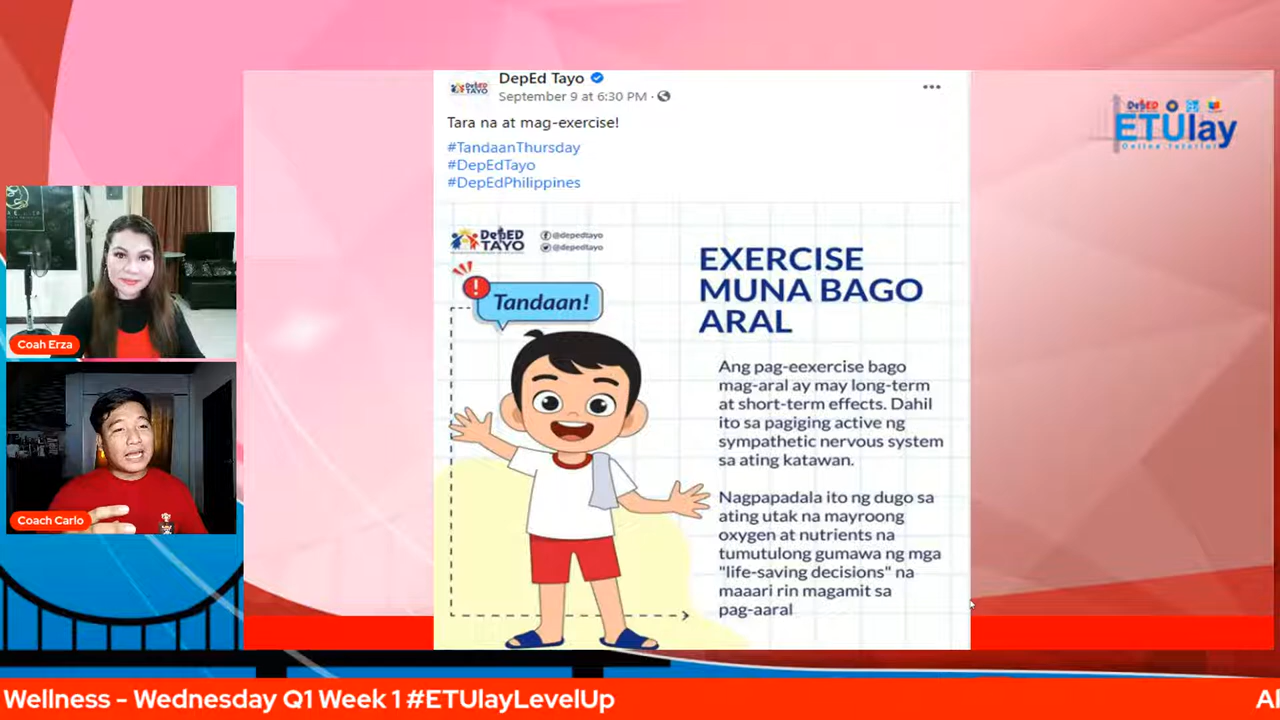 DepEd Tayo
September 9 at 6:30 PM
Tara na at mag-exercise!
#TandaanThursday
#DepEdTayo
#DepEdPhilippines
DepED
TAYO
@depedtayo
@depedtayo
Tandaan!
EXERCISE
MUNA BAGO
ARAL
Ang pag-eexercise bago
mag-aral ay may long-term
at short-term effects. Dahil
ito sa pagiging active ng
sympathetic nervous system
sa ating katawan.
Nagpapadala ito ng dugo sa
ating utak na mayroong
oxygen at nutrients na
tumutulong gumawa ng mga
"life-saving decisions" na
maaari rin magamit sa
pag-aaral
DepED
ETUlay
Online Tutorial
Coah Erza
Coach Carlo
Wellness - Wednesday Q1 Week 1 #ETUlayLevelUp